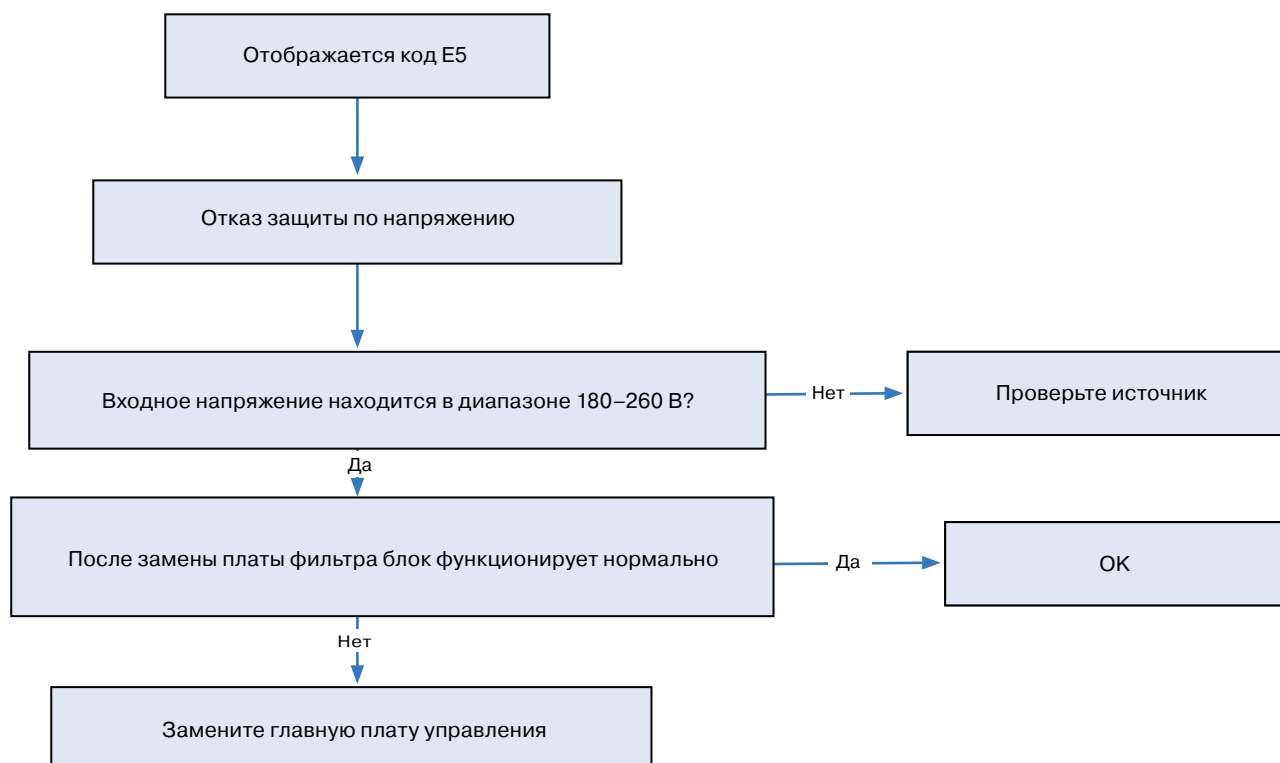 Отображается код E5
Отказ защиты по напряжению
Входное напряжение находится в диапазоне 180–260 В?
Нет
Проверьте источник
Да
После замены платы фильтра блок функционирует нормально
Да
ОК
Нет
Замените главную плату управления